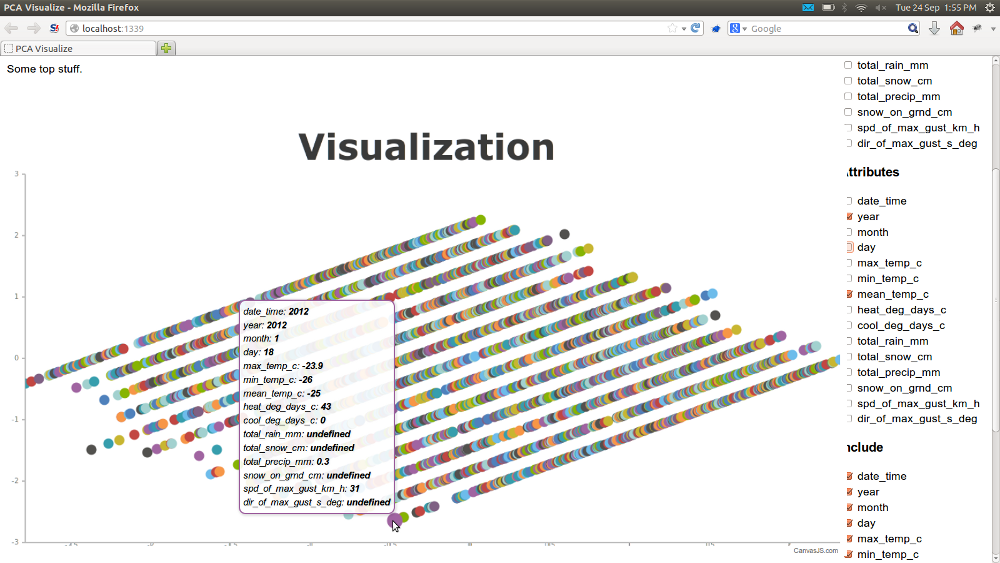 PCA Visualize - Mozilla Firefox
Tue 24 Sep 1:55 PM
localhost:1339
Google
PCA Visualize
Some top stuff.
Visualization
3
2
1
0
-1
-2
-3
date_time: 2012
year: 2012
month: 1
day: 18
max_temp_c: -23.9
min_temp_c: -26
mean_temp_c: -25
heat_deg_days_c: 43
cool_deg_days_c: 0
total_rain_mm: undefined
total_snow_cm: undefined
total_precip_mm: 0.3
snow_on_grnd_cm: undefined
spd_of_max_gust_km_h: 31
dir_of_max_gust_s_deg: undefined
CanvasJS.com
total_rain_mm
total_snow_cm
total_precip_mm
snow_on_grnd_cm
spd_of_max_gust_km_h
dir_of_max_gust_s_deg
ttributes
date_time
year
month
day
max_temp_c
min_temp_c
mean_temp_c
heat_deg_days_c
cool_deg_days_c
total_rain_mm
total_snow_cm
total_precip_mm
snow_on_grnd_cm
spd_of_max_gust_km_h
dir_of_max_gust_s_deg
nclude
date_time
year
month
day
max_temp_c
min_temp_c